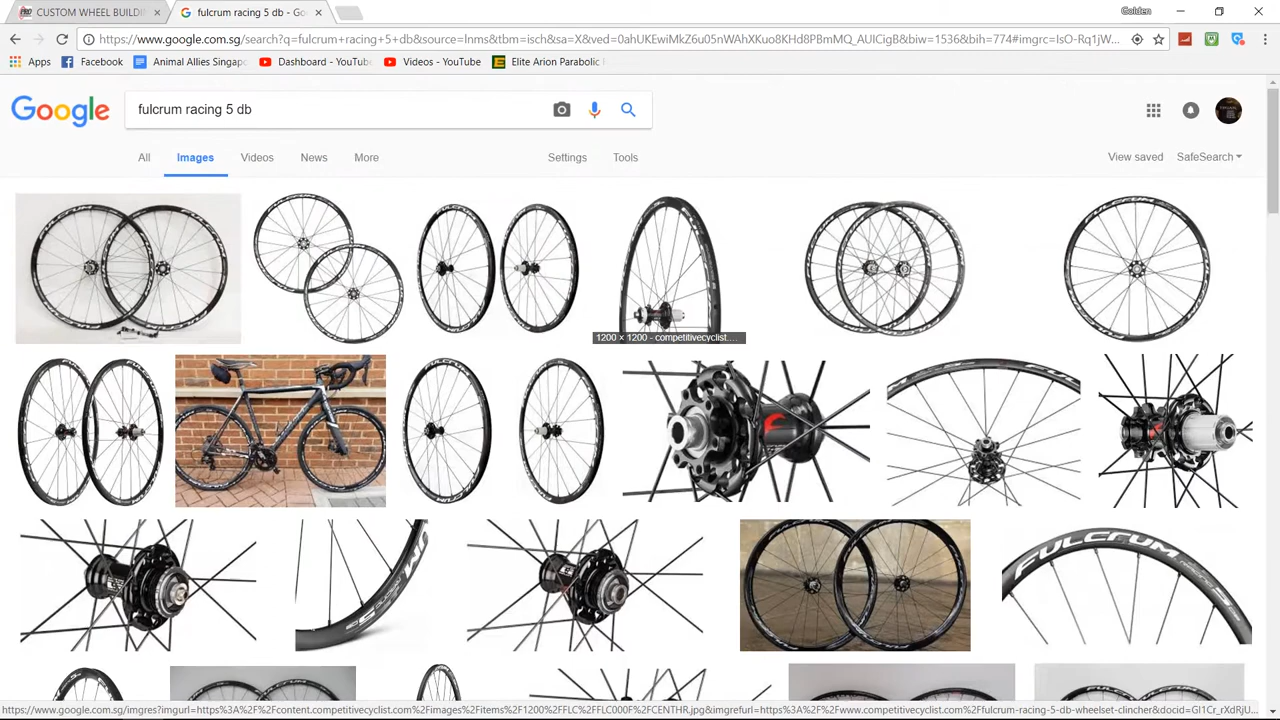 CUSTOM WHEEL BUILDI
fulcrum racing 5 db - Go
Golden
https://www.google.com.sg/search?q=fulcrum+racing+5+db&source=lnms&tbm=isch&sa=X&ved=0ahUKEwiMkZ6u05nWAhXKuo8KHd8PBmMQ_AUICigB&biw=1536&bih=774#imgrc=IsO-Rq1jW...
Apps Facebook Animal Allies Singap Dashboard - YouTube Videos - YouTube Elite Arion Parabolic
Google fulcrum racing 5 db
All Images Videos News More Settings Tools View saved SafeSearch
1200 × 1200 - competitivecyclist....
FULCRUM
https://www.google.com.sg/imgres?imgurl=https%3A%2F%2Fcontent.competitivecyclist.com%2Fimages%2Fitems%2F1200%2FFLC%2FFLC000F%2FCENTHR.jpg&imgrefurl=https%3A%2F%2Fwww.competitivecyclist.com%2Ffulcrum-racing-5-db-wheelset-clincher&docid=GI1Cr_rXdRjU...